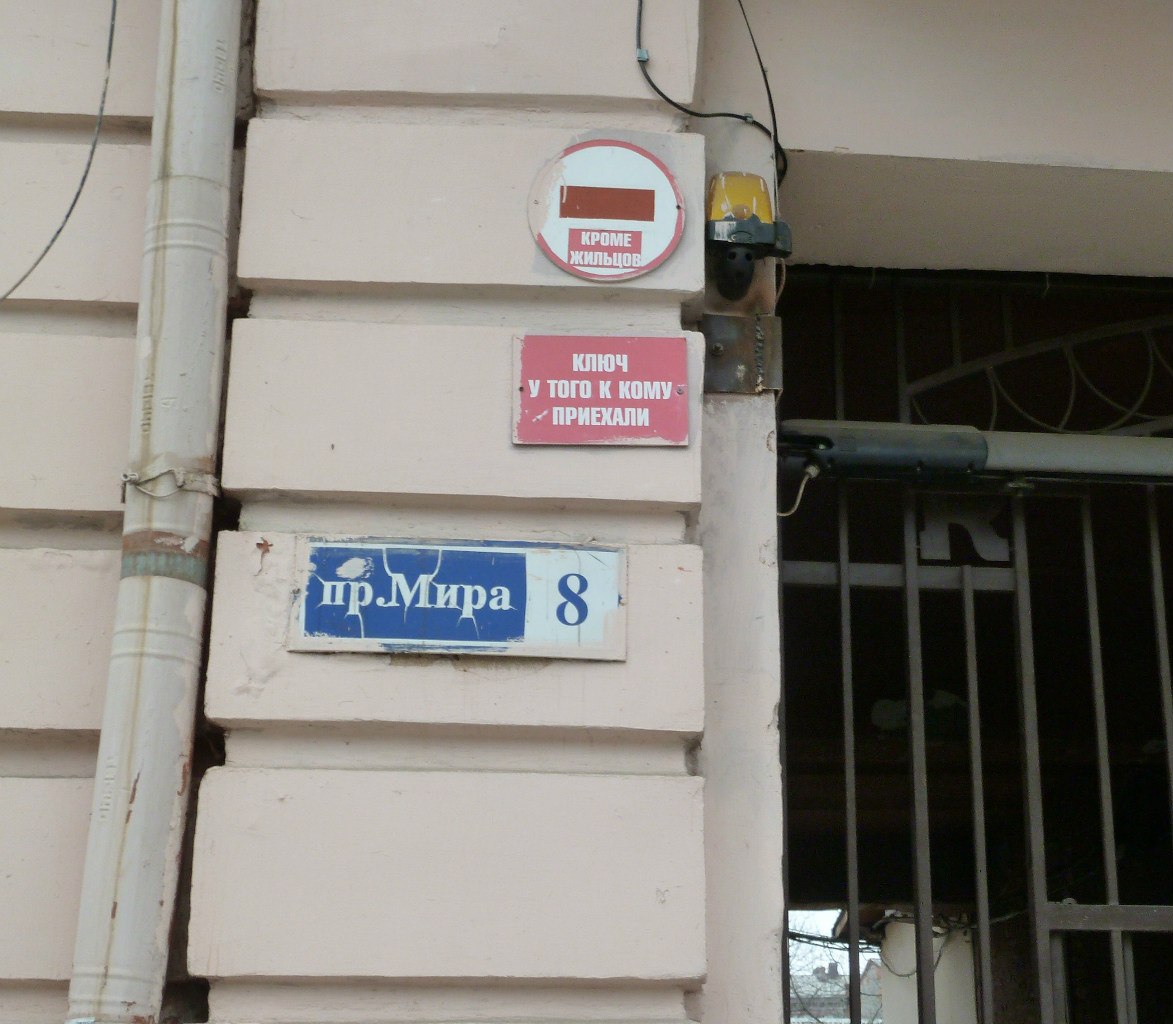 КРОМЕ
ЖИЛЬЦОВ
КЛЮЧ
У ТОГО К КОМУ
ПРИЕХАЛИ
пр.Мира 8